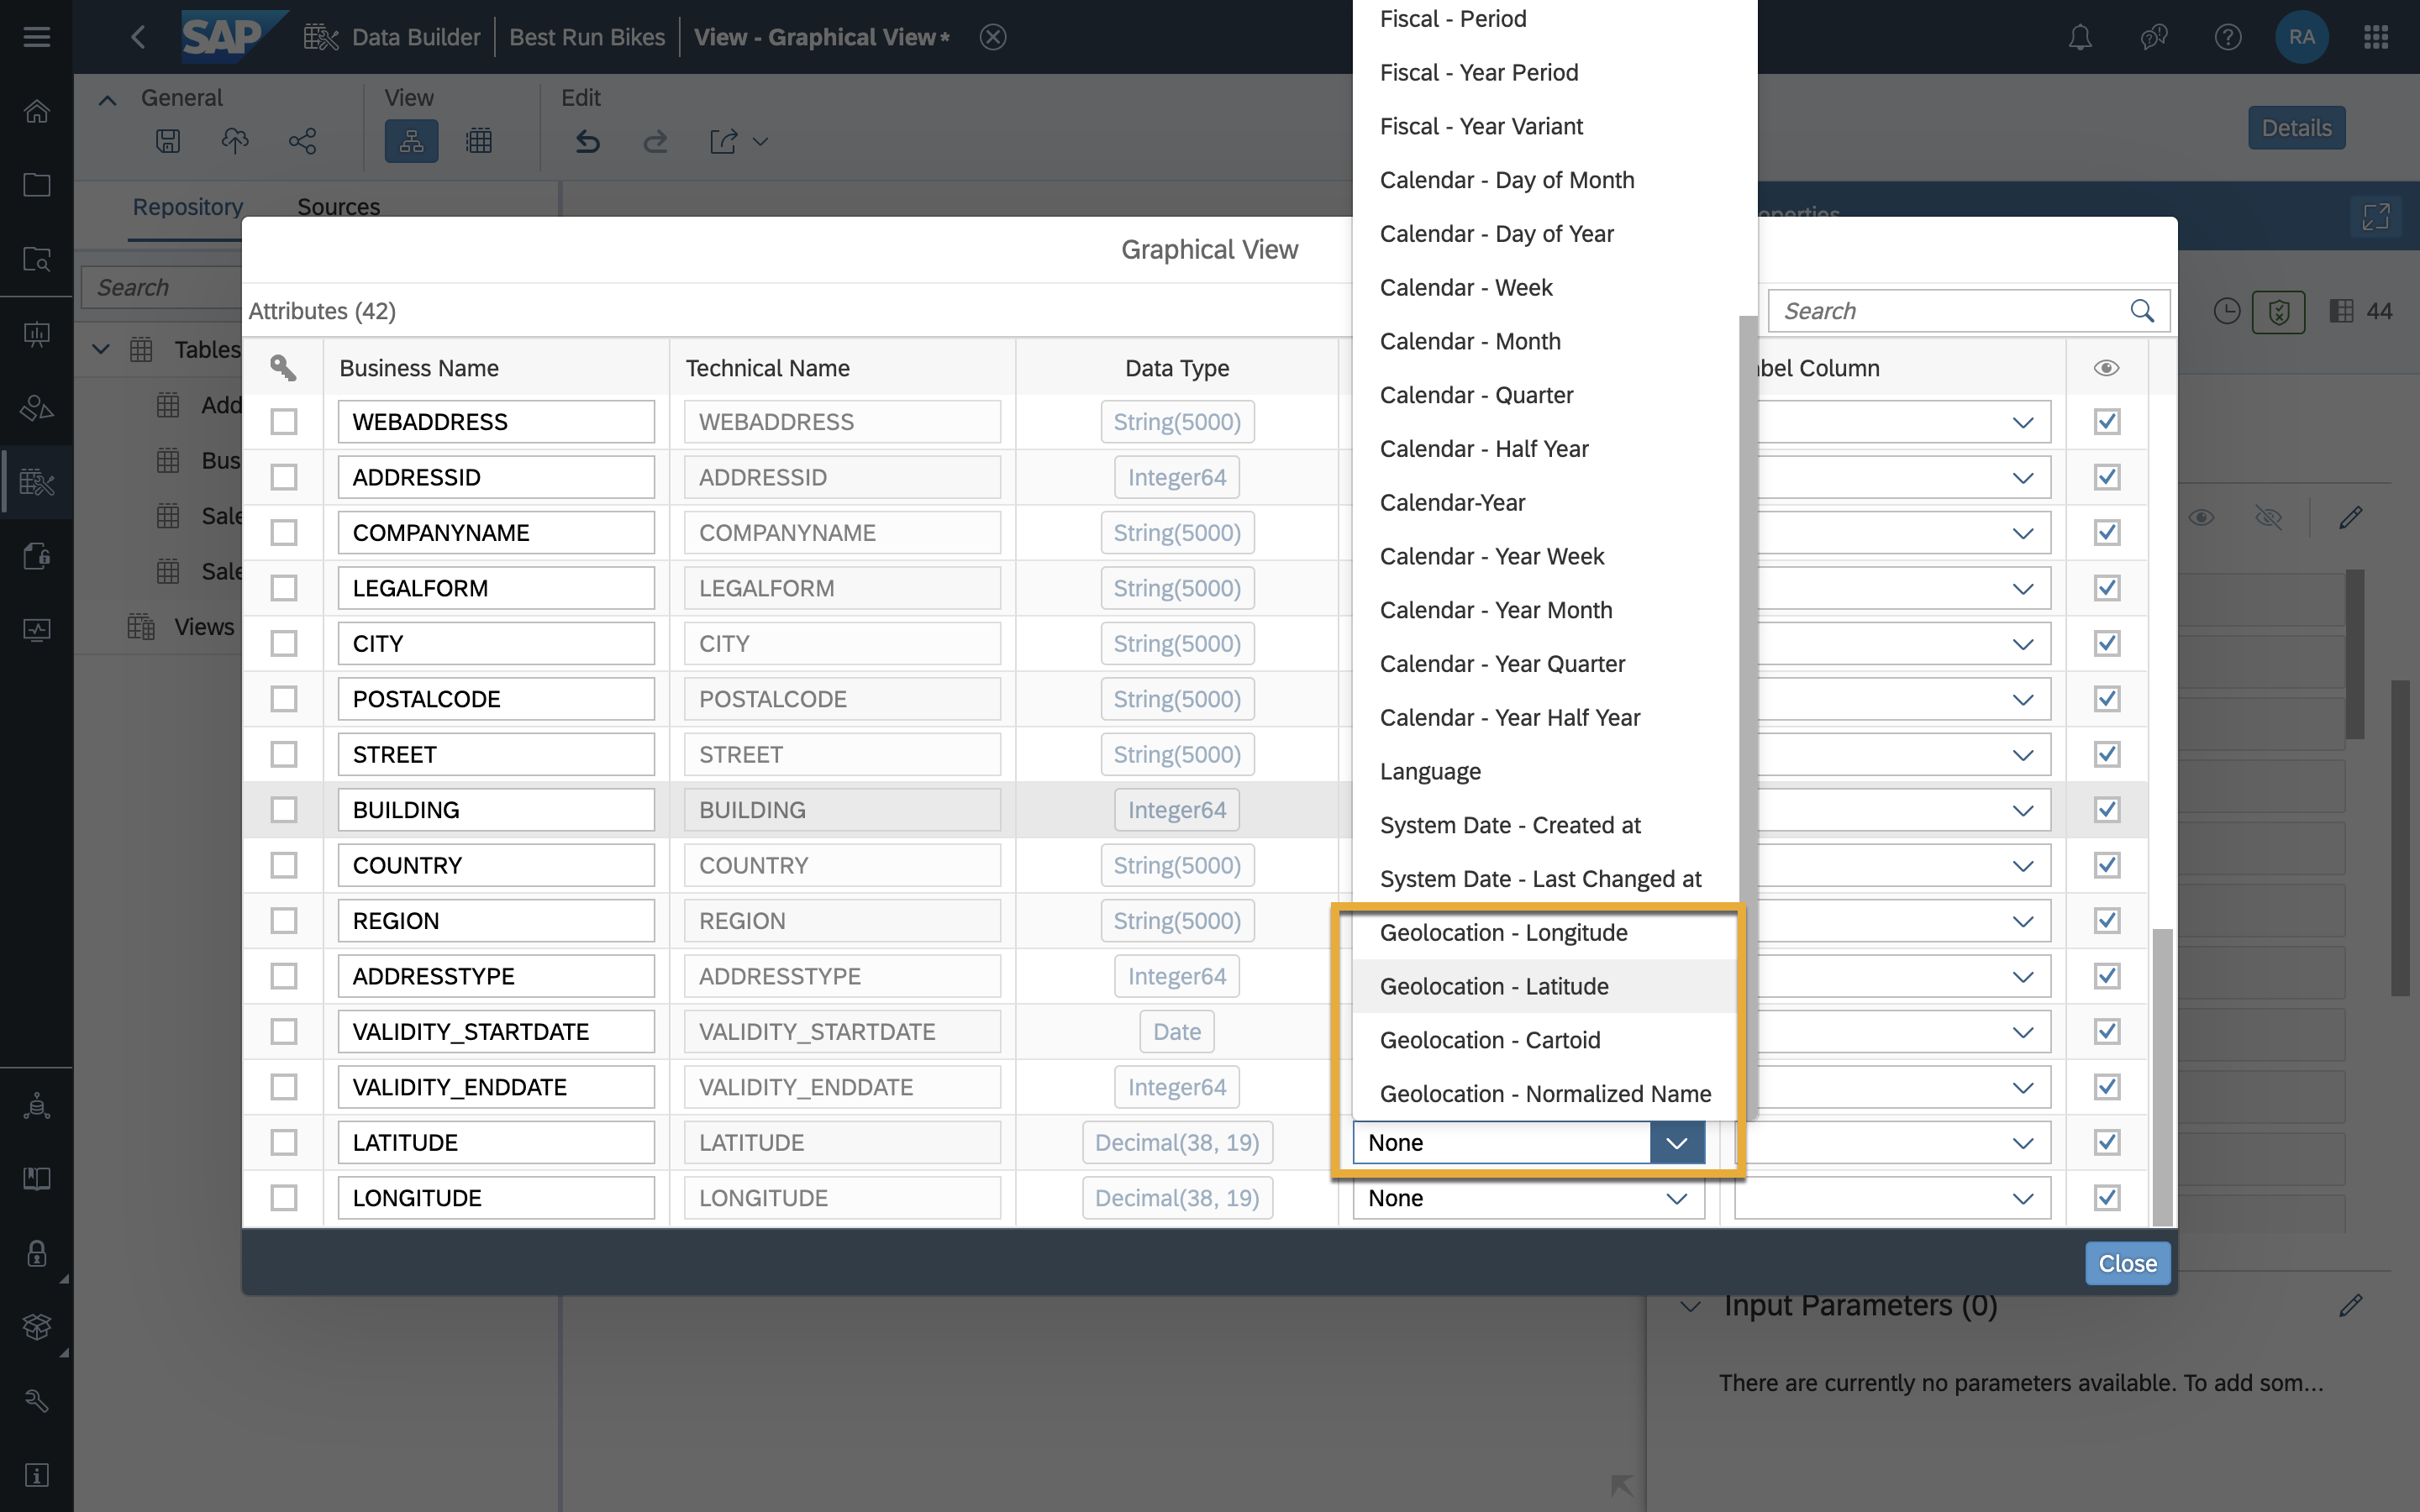 SAP Data Builder Best Run Bikes View - Graphical View* RA
General View Edit
Details
Repository Sources
Search
Tables
Add
Bus
Sale
Sale
Views
Graphical View
Attributes (42)
Search
44
Business Name Technical Name Data Type bel Column
WEBADDRESS WEBADDRESS String(5000)
ADDRESSID ADDRESSID Integer64
COMPANYNAME COMPANYNAME String(5000)
LEGALFORM LEGALFORM String(5000)
CITY CITY String(5000)
POSTALCODE POSTALCODE String(5000)
STREET STREET String(5000)
BUILDING BUILDING Integer64
COUNTRY COUNTRY String(5000)
REGION REGION String(5000)
ADDRESSTYPE ADDRESSTYPE Integer64
VALIDITY_STARTDATE VALIDITY_STARTDATE Date
VALIDITY_ENDDATE VALIDITY_ENDDATE Integer64
LATITUDE LATITUDE Decimal(38, 19) None
LONGITUDE LONGITUDE Decimal(38, 19) None
Fiscal - Period
Fiscal - Year Period
Fiscal - Year Variant
Calendar - Day of Month
Calendar - Day of Year
Calendar - Week
Calendar - Month
Calendar - Quarter
Calendar - Half Year
Calendar-Year
Calendar - Year Week
Calendar - Year Month
Calendar - Year Quarter
Calendar - Year Half Year
Language
System Date - Created at
System Date - Last Changed at
Geolocation - Longitude
Geolocation - Latitude
Geolocation - Cartoid
Geolocation - Normalized Name
Close
Input Parameters (0)
There are currently no parameters available. To add som...